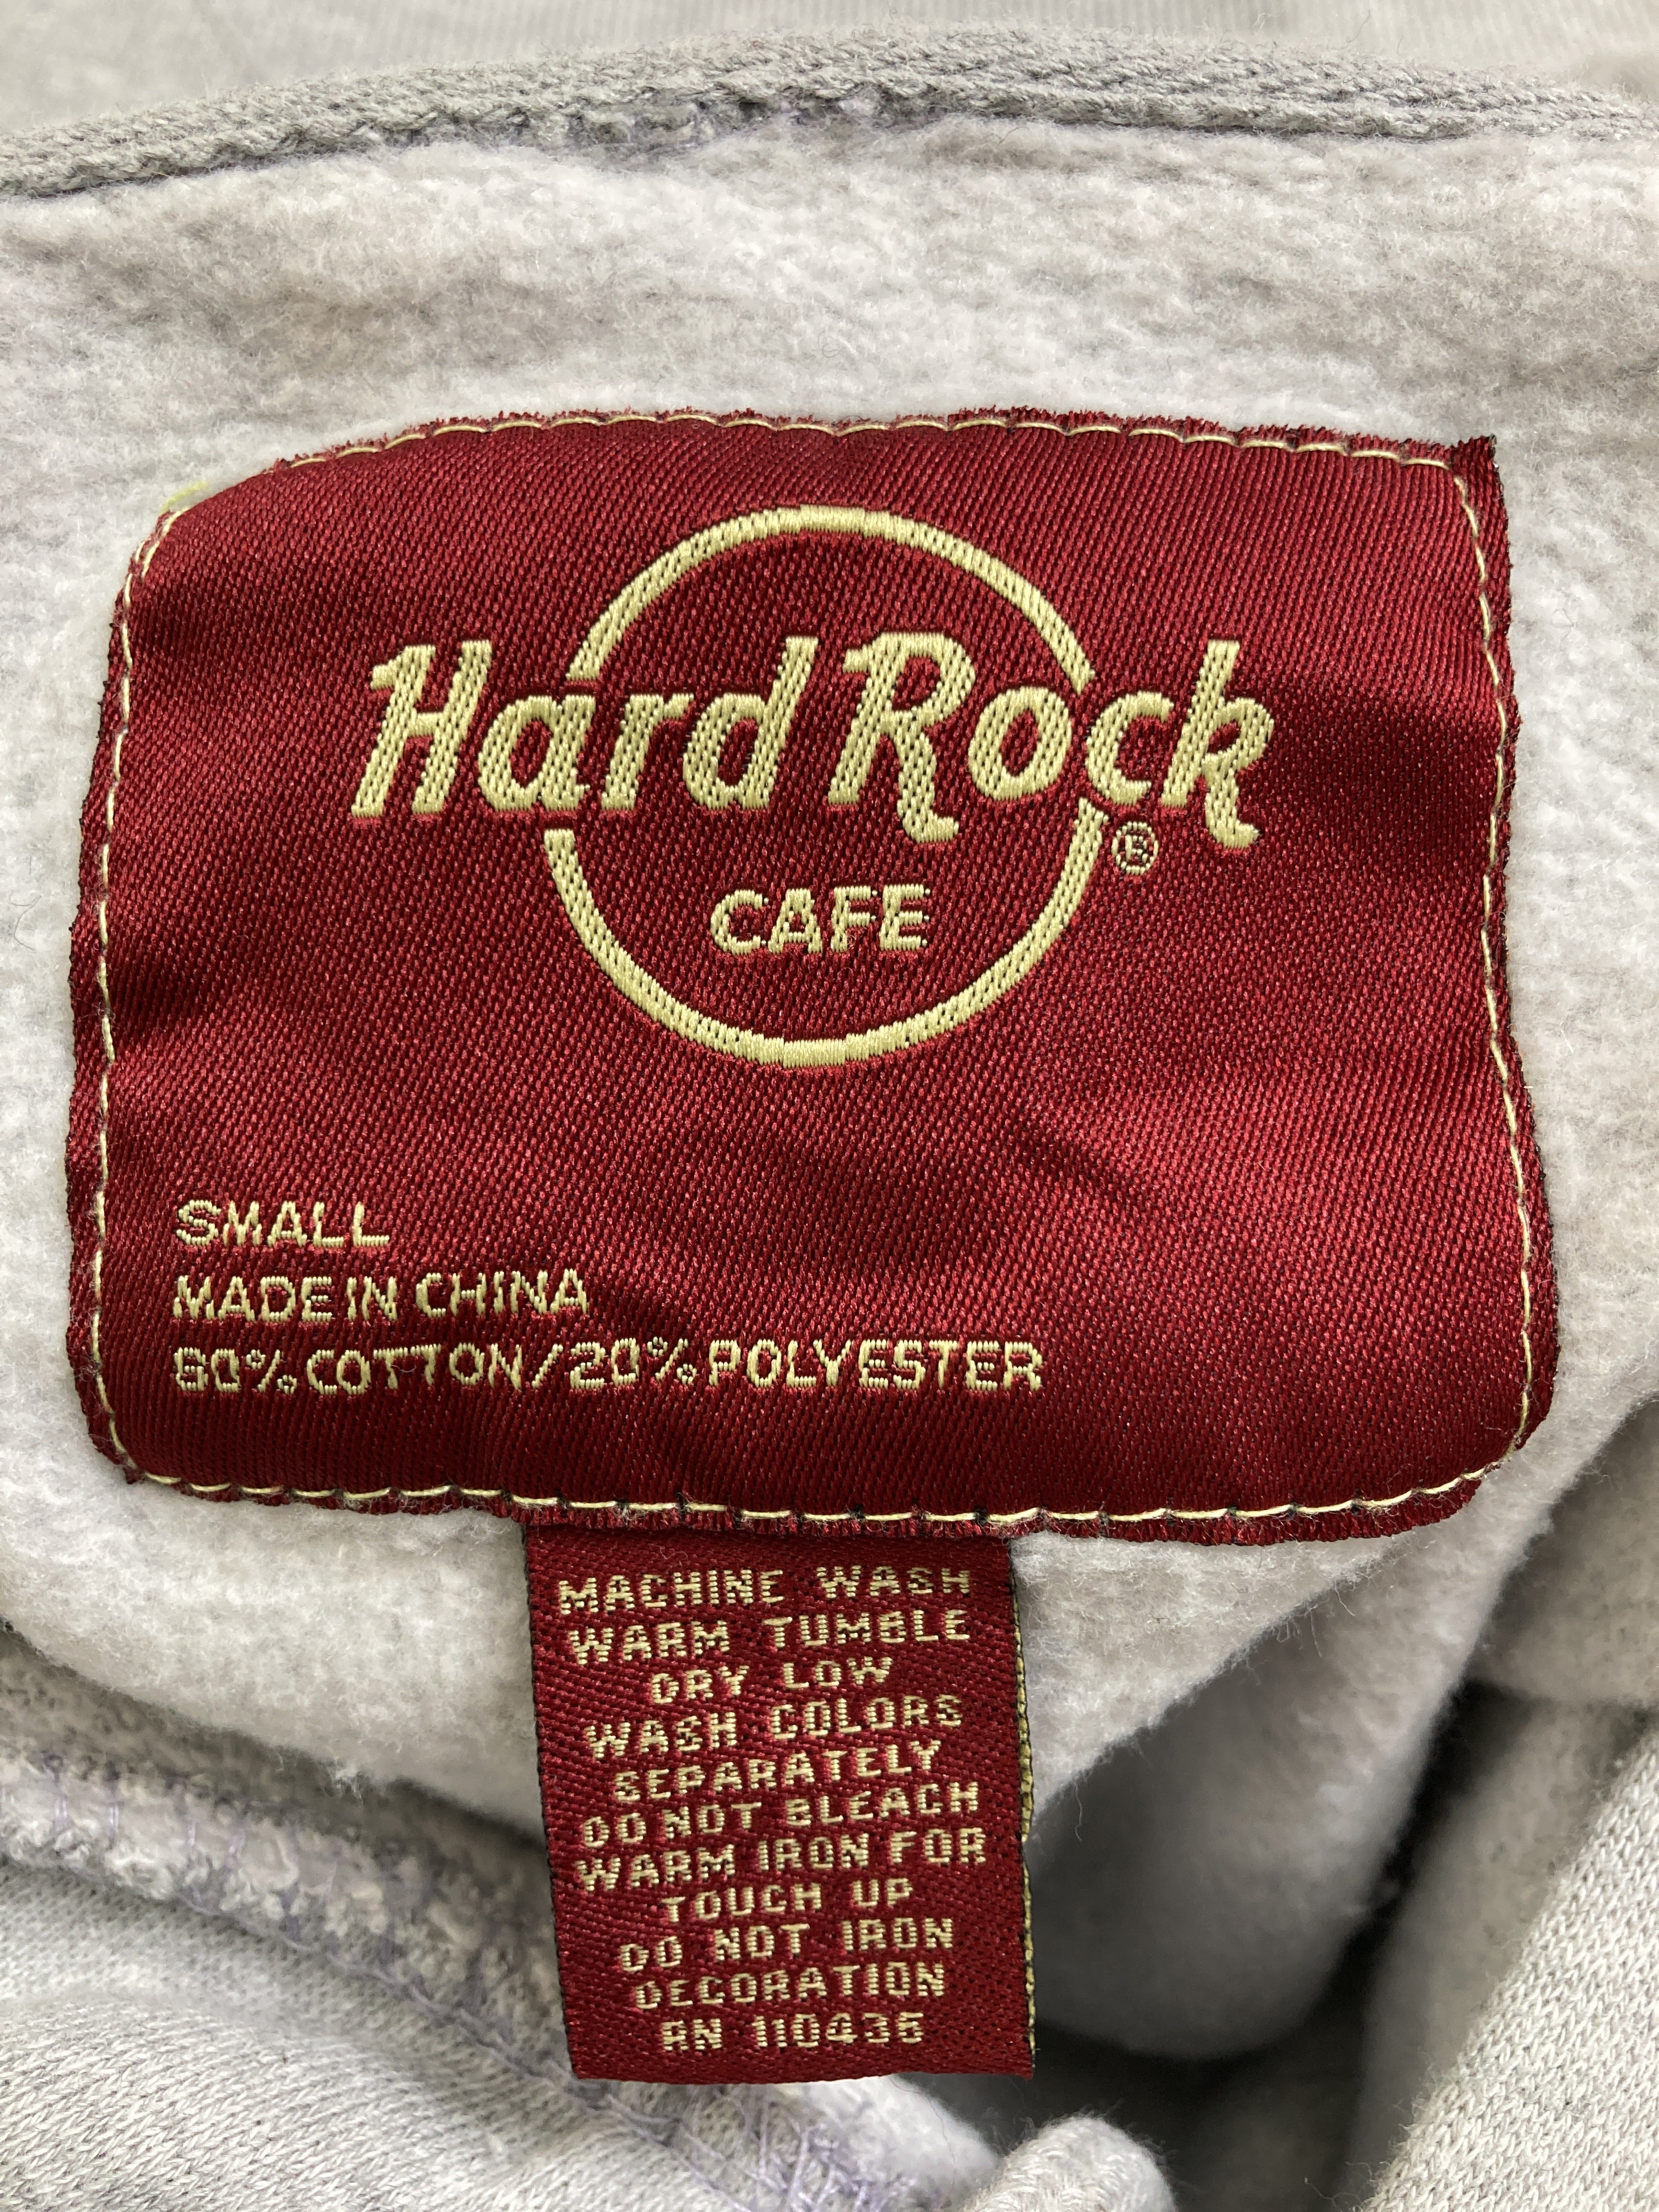 Hard Rock
®
CAFE
SMALL
MADE IN CHINA
80% COTTON/20% POLYESTER
MACHINE WASH
WARM TUMBLE
DRY LOW
WASH COLORS
SEPARATELY
DO NOT BLEACH
WARM IRON FOR
TOUCH UP
DO NOT IRON
DECORATION
RN 110435